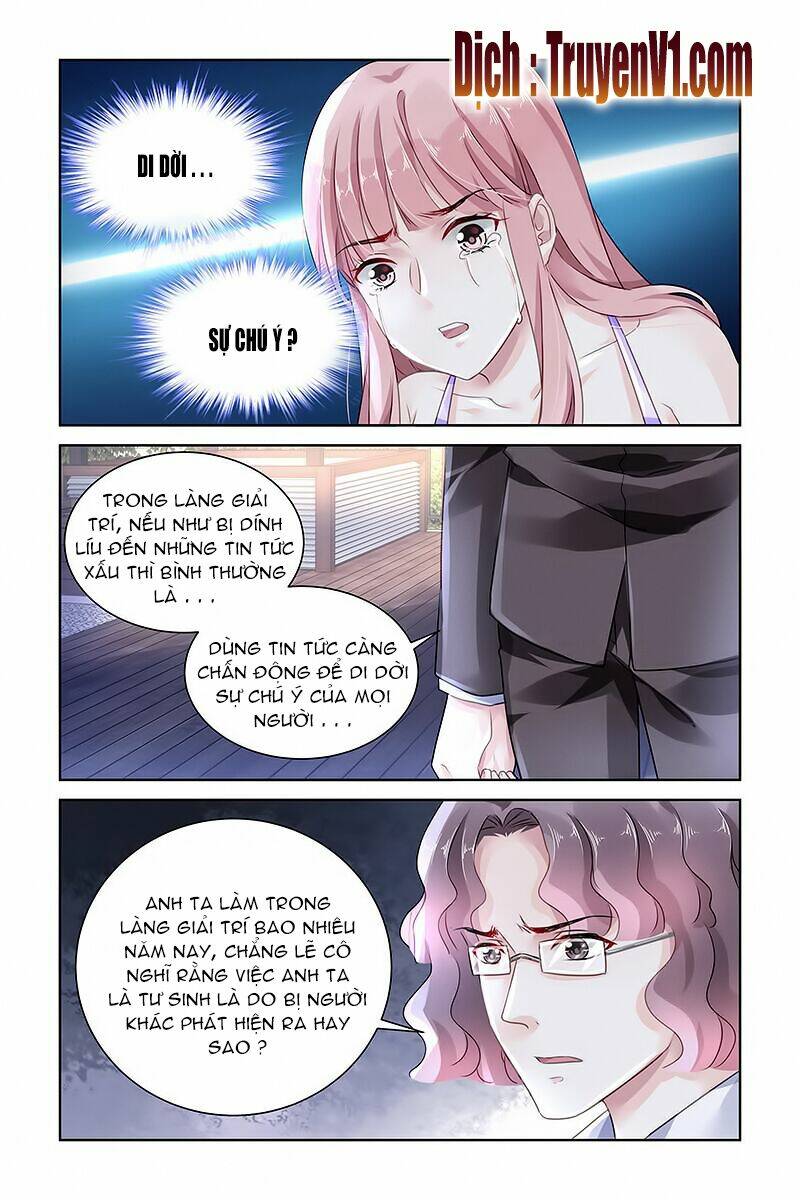 Dịch : TruyenV1.com
DI DỜI . . .
SỰ CHÚ Ý ?
TRONG LÀNG GIẢI
TRÍ, NẾU NHƯ BỊ DÍNH
LÍU ĐẾN NHỮNG TIN TỨC
XẤU THÌ BÌNH THƯỜNG
LÀ . . .
DÙNG TIN TỨC CÀNG
CHẤN ĐỘNG ĐỂ DI DỜI
SỰ CHÚ Ý CỦA MỌI
NGƯỜI . . .
ANH TA LÀM TRONG
LÀNG GIẢI TRÍ BAO NHIÊU
NĂM NAY, CHẲNG LẼ CÔ
NGHĨ RẰNG VIỆC ANH TA
LÀ TƯ SINH LÀ DO BỊ NGƯỜI
KHÁC PHÁT HIỆN RA HAY
SAO ?